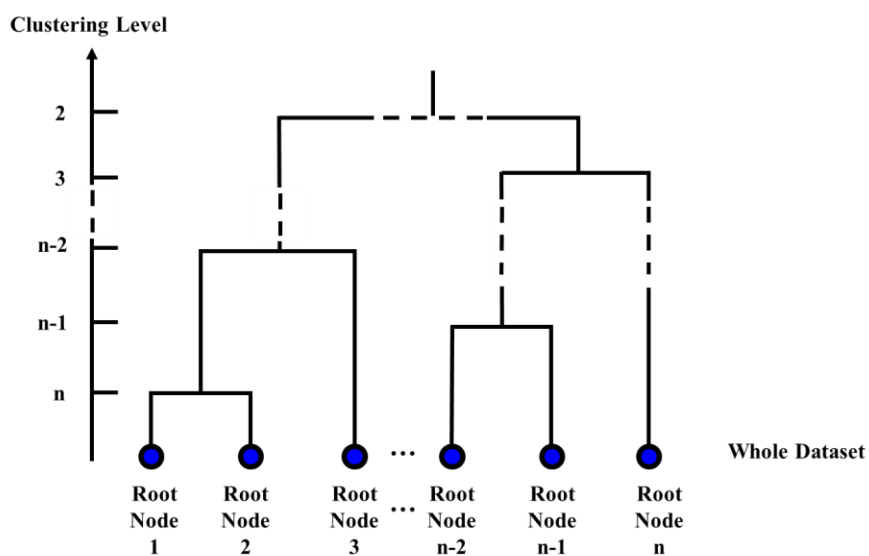 Clustering Level
2
3
n-2
n-1
n
...
Whole Dataset
Root Root Root Root Root Root
Node Node Node ... Node Node Node
1 2 3 n-2 n-1 n